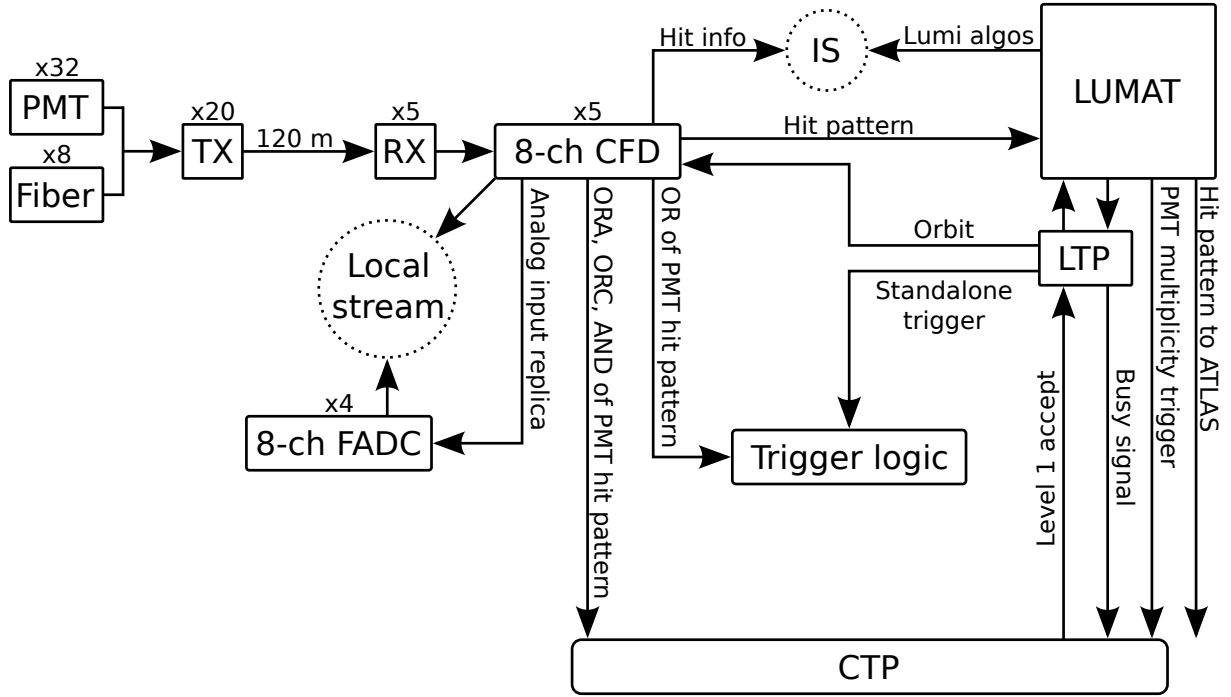 Hit info
IS
Lumi algos
x32
PMT
x8
Fiber
x20
TX
120 m
x5
RX
x5
8-ch CFD
Hit pattern
LUMAT
Orbit
LTP
Standalone
trigger
Local
stream
x4
8-ch FADC
Analog input replica
ORA, ORC, AND of PMT hit pattern
OR of PMT hit pattern
Trigger logic
Level 1 accept
Busy signal
PMT multiplicity trigger
Hit pattern to ATLAS
CTP